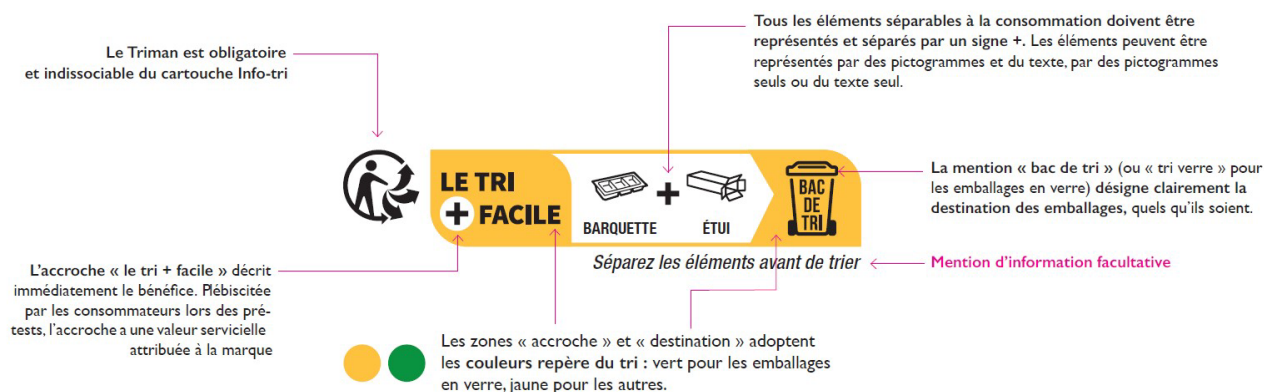 Le Triman est obligatoire
et indissociable du cartouche Info-tri
Tous les éléments séparables à la consommation doivent être
représentés et séparés par un signe +. Les éléments peuvent être
représentés par des pictogrammes et du texte, par des pictogrammes
seuls ou du texte seul.
LE TRI
+ FACILE
BARQUETTE
+
ÉTUI
BAC
DE
TRI
Séparez les éléments avant de trier
La mention « bac de tri » (ou « tri verre » pour
les emballages en verre) désigne clairement la
destination des emballages, quels qu’ils soient.
Mention d’information facultative
L’accroche « le tri + facile » décrit
immédiatement le bénéfice. Plébiscitée
par les consommateurs lors des pré-
tests, l’accroche a une valeur servicielle
attribuée à la marque
Les zones « accroche » et « destination » adoptent
les couleurs repère du tri : vert pour les emballages
en verre, jaune pour les autres.